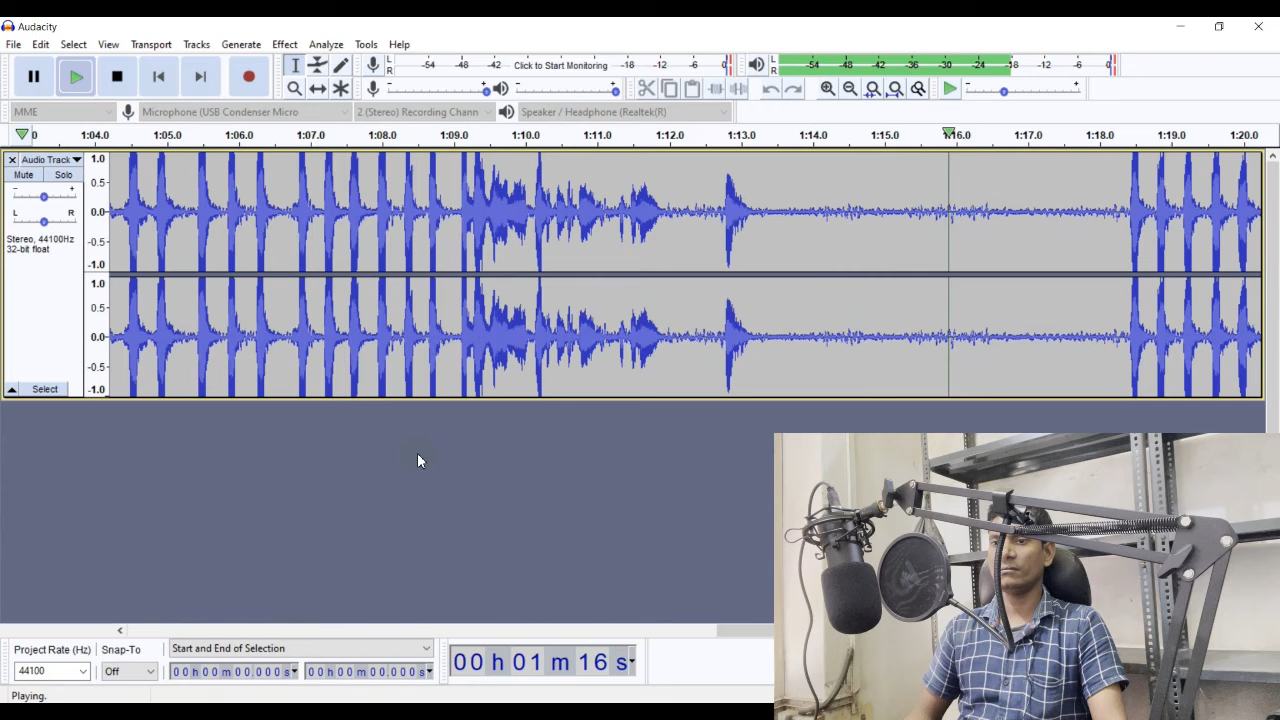 Audacity
File Edit Select View Transport Tracks Generate Effect Analyze Tools Help
L R -54 -48 -42 Click to Start Monitoring -18 -12 -6 0 L R -54 -48 -42 -36 -30 -24 -18 -12 -6 0
MME Microphone (USB Condenser Micro 2 (Stereo) Recording Chann Speaker / Headphone (Realtek(R)
0 1:04.0 1:05.0 1:06.0 1:07.0 1:08.0 1:09.0 1:10.0 1:11.0 1:12.0 1:13.0 1:14.0 1:15.0 1:16.0 1:17.0 1:18.0 1:19.0 1:20.0
Audio Track 1.0
Mute Solo
- + 0.5
L R 0.0
Stereo, 44100Hz -0.5
32-bit float
-1.0
1.0
0.5
0.0
-0.5
Select -1.0
Project Rate (Hz) Snap-To Start and End of Selection
44100 Off 00 h 00 m 00.000 s 00 h 00 m 00.000 s 00 h 01 m 16 s
Playing.